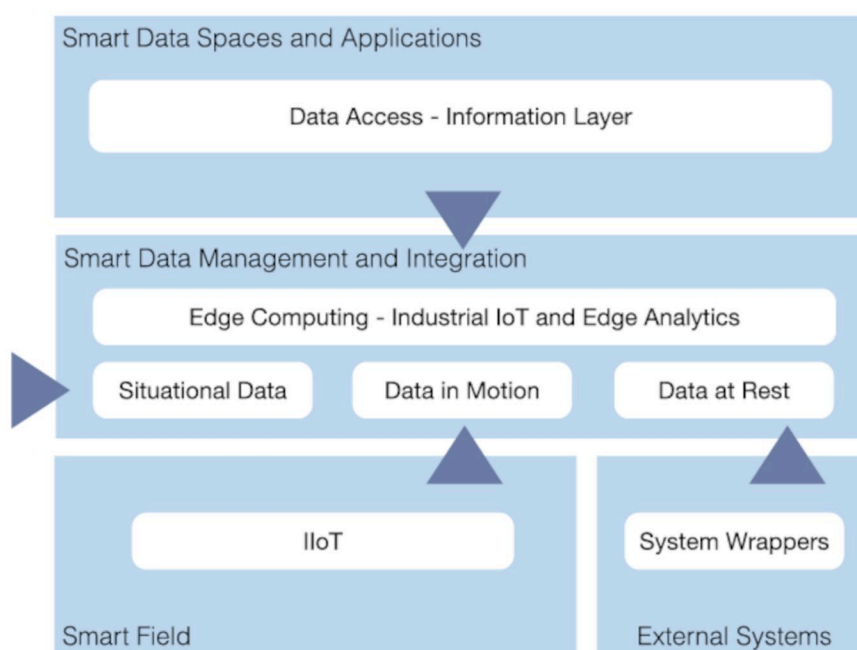 Smart Data Spaces and Applications
Data Access - Information Layer
Smart Data Management and Integration
Edge Computing - Industrial IoT and Edge Analytics
Situational Data
Data in Motion
Data at Rest
IIoT
System Wrappers
Smart Field
External Systems